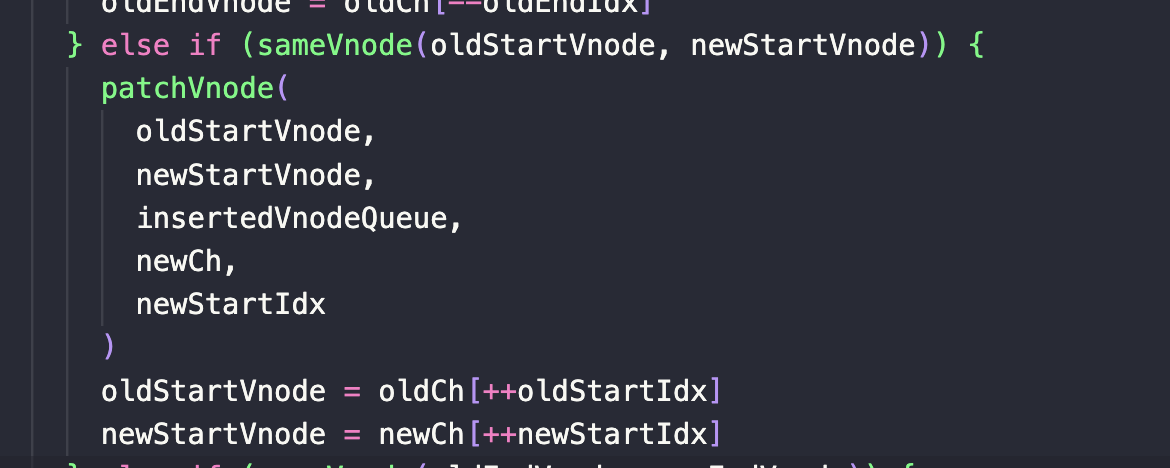 oldEndVnode = oldCh[--oldEndIdx]
} else if (sameVnode(oldStartVnode, newStartVnode)) {
patchVnode(
oldStartVnode,
newStartVnode,
insertedVnodeQueue,
newCh,
newStartIdx
)
oldStartVnode = oldCh[++oldStartIdx]
newStartVnode = newCh[++newStartIdx]